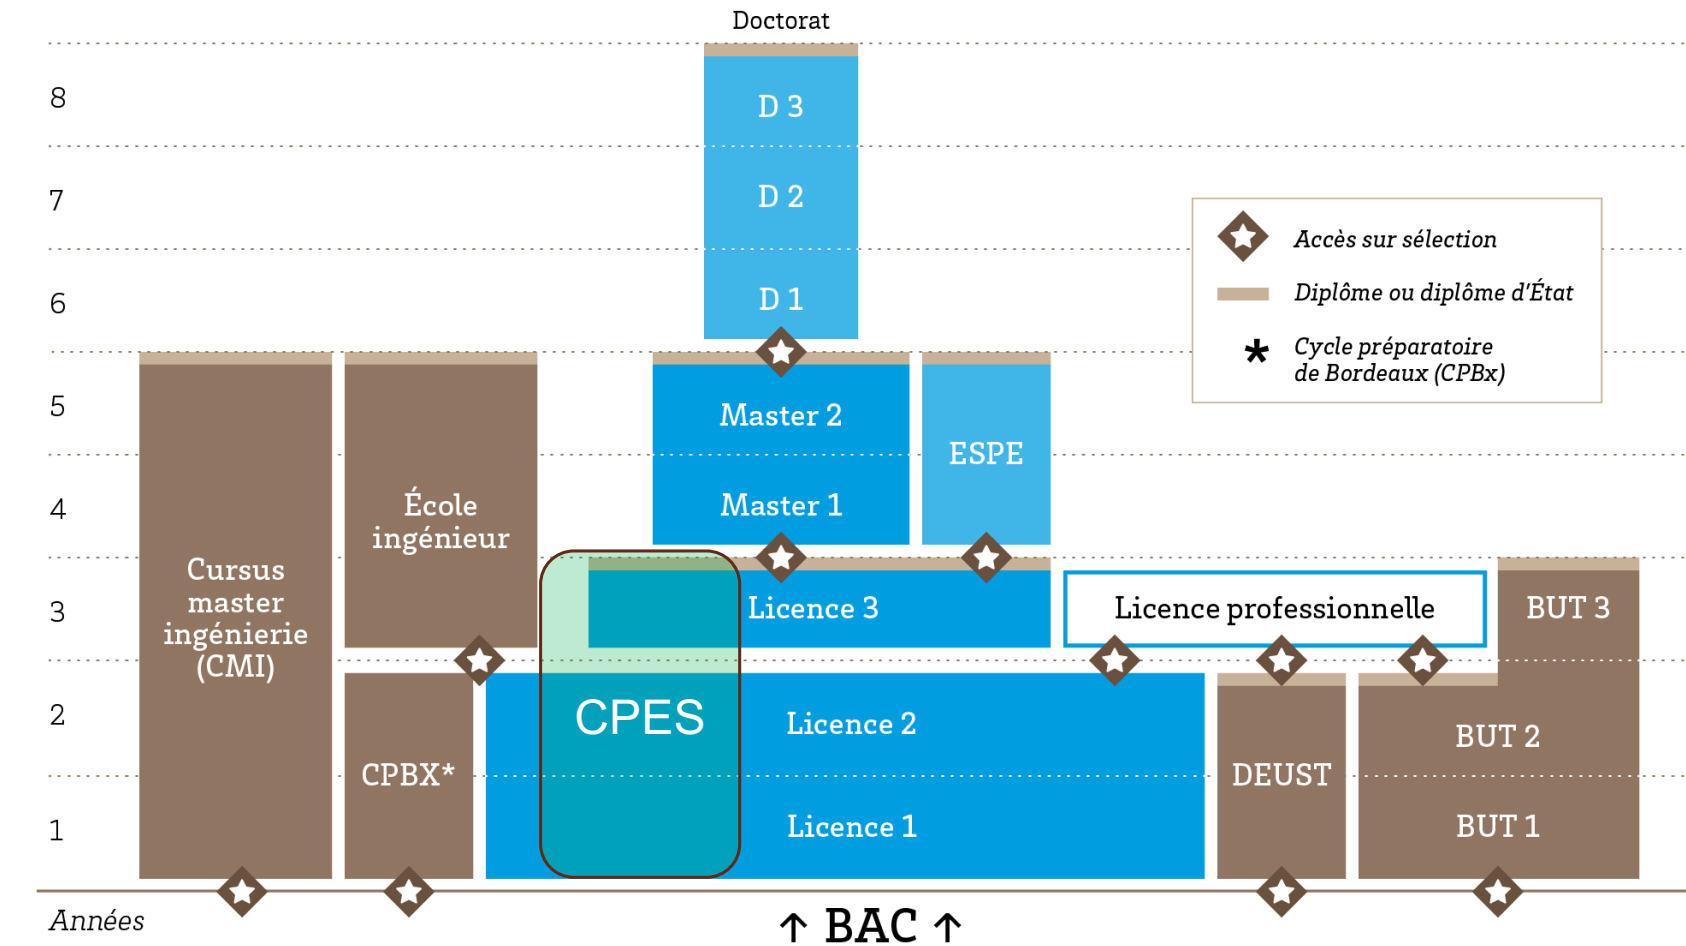 Doctorat
8
D 3
7
D 2
6
D 1
Accès sur sélection
Diplôme ou diplôme d'État
* Cycle préparatoire
de Bordeaux (CPBx)
5
Master 2
ESPE
4
Master 1
École
ingénieur
Cursus
master
ingénierie
(CMI)
3
Licence 3
Licence professionnelle
BUT 3
2
CPES
Licence 2
BUT 2
CPBX*
DEUST
1
Licence 1
BUT 1
Années
↑ BAC ↑